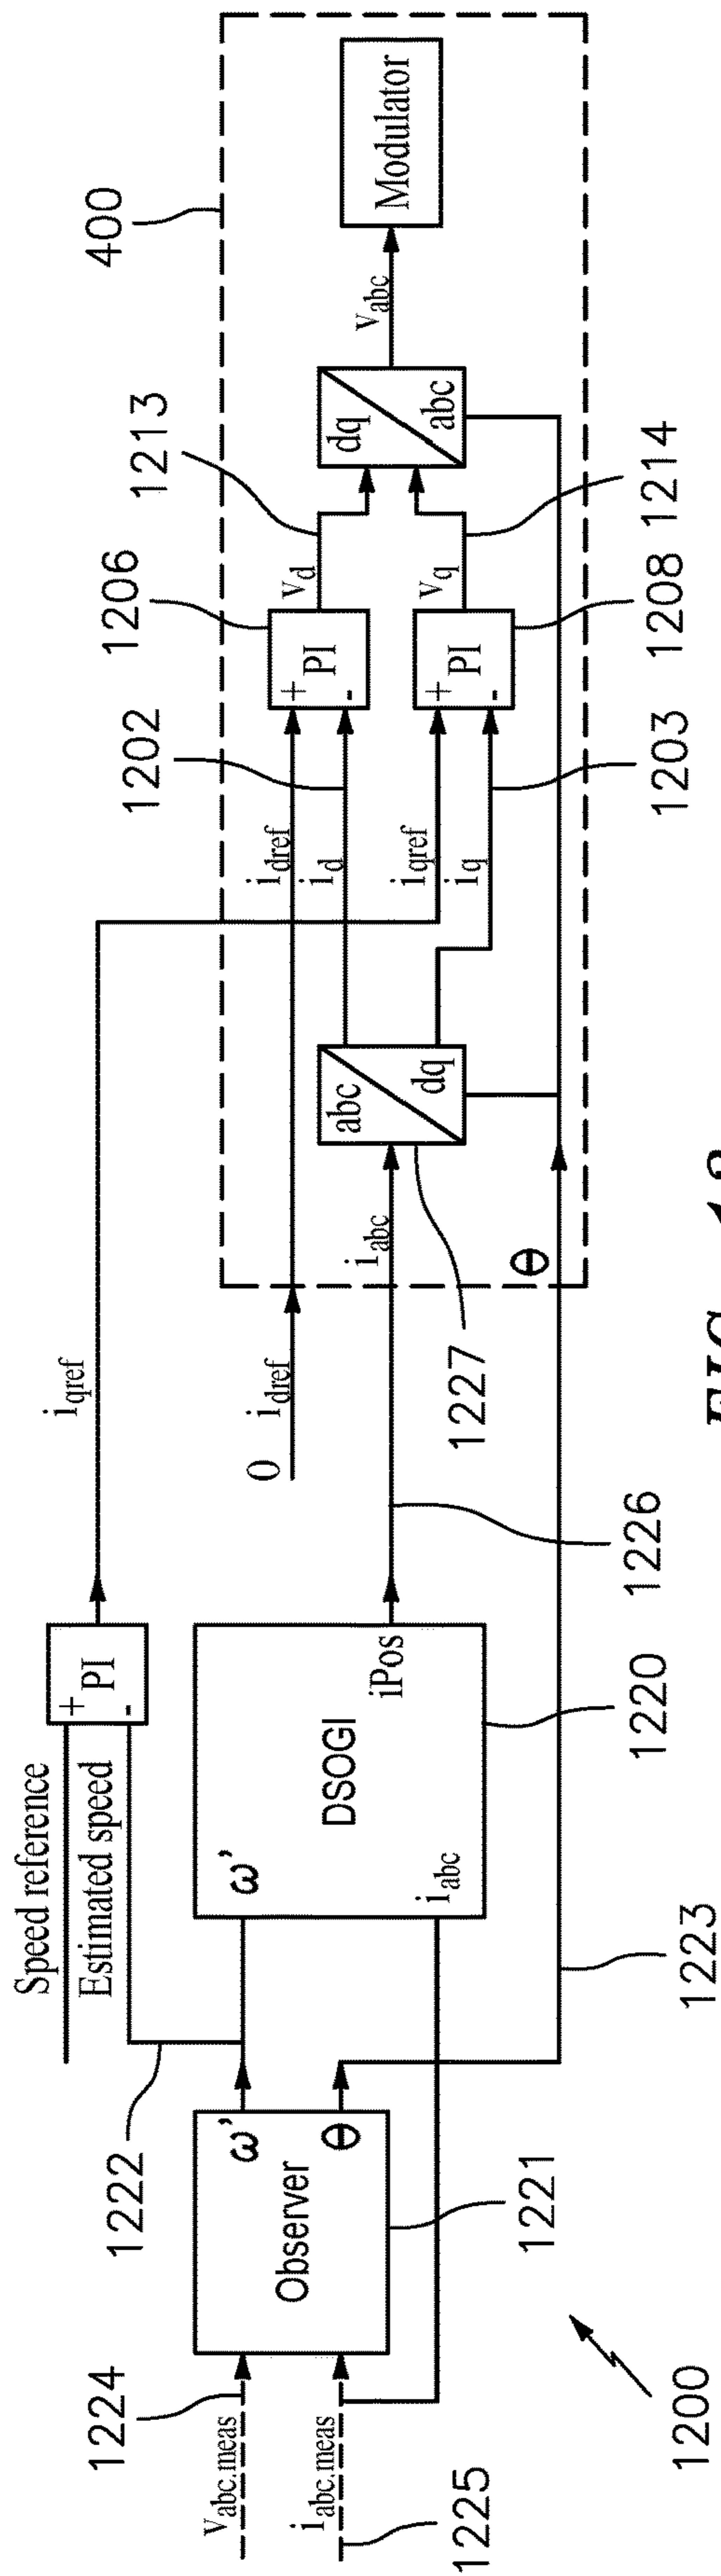 400
Modulator
v_abc
dq
abc
1213
1214
v_d
v_q
1206
1208
+
PI
-
+
PI
-
1202
1203
i_dref
i_d
i_qref
i_q
abc
dq
i_abc
θ
1227
i_qref
0
i_dref
1226
Speed reference
Estimated speed
+
PI
-
ω'
DSOGI
iPos
i_abc
1220
1223
1222
ω'
θ
Observer
1221
1224
v_abc.meas
i_abc.meas
1225
1200